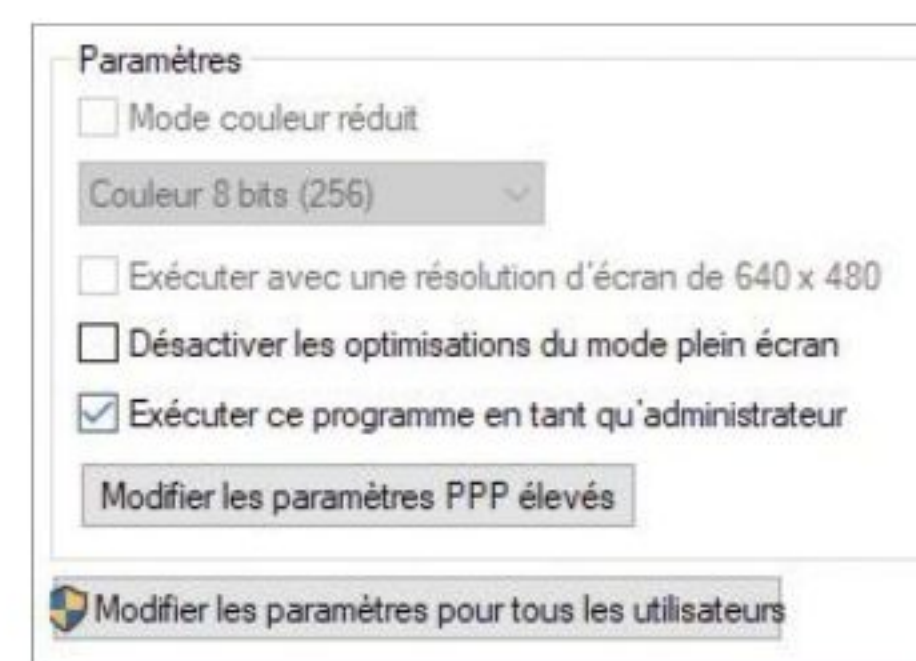 Paramètres
Mode couleur réduit
Couleur 8 bits (256)
Exécuter avec une résolution d'écran de 640 x 480
Désactiver les optimisations du mode plein écran
Exécuter ce programme en tant qu'administrateur
Modifier les paramètres PPP élevés
Modifier les paramètres pour tous les utilisateurs